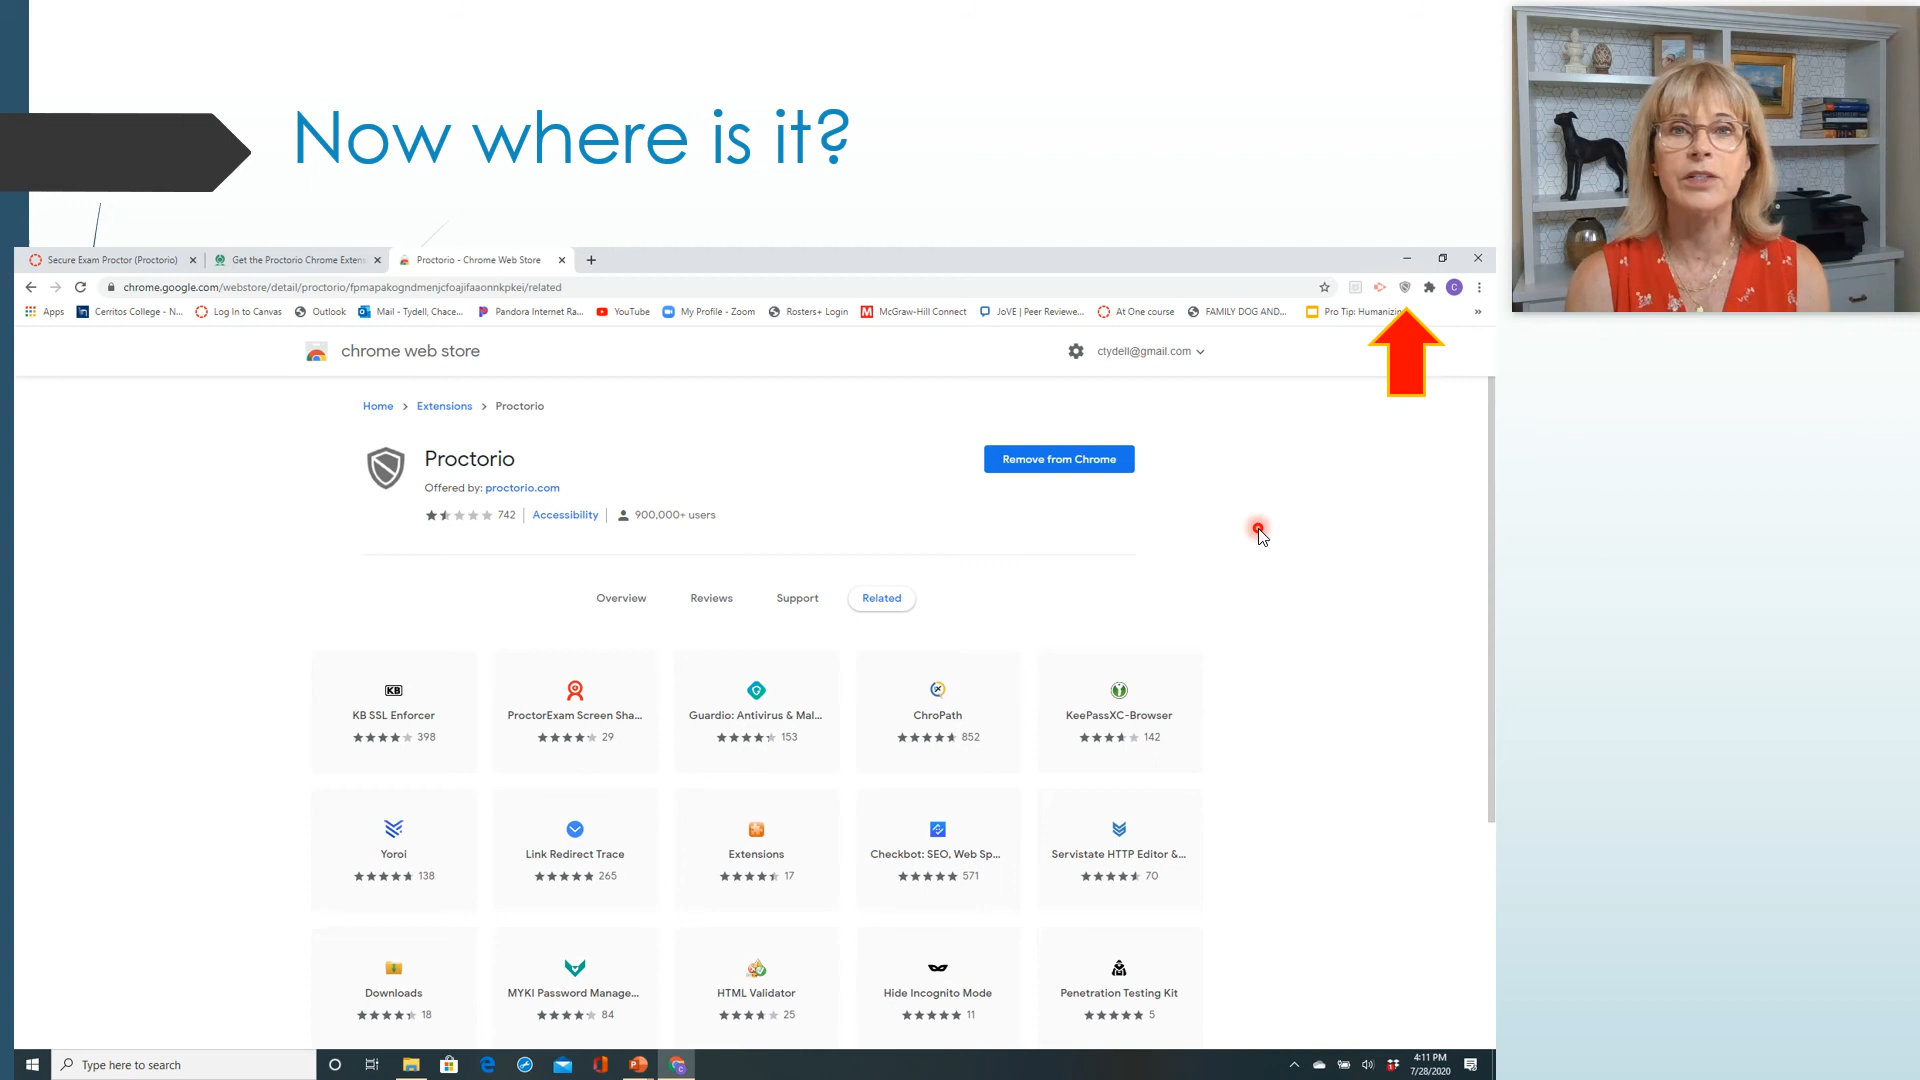 Now where is it?
Secure Exam Proctor (Proctorio)
Get the Proctorio Chrome Exten
Proctorio - Chrome Web Store
chrome.google.com/webstore/detail/proctorio/fpmapakogndmenjcfoajifaaonnkpkei/related
C
Apps
Cerritos College - N...
Log In to Canvas
Outlook
Mail - Tydell, Chace...
Pandora Internet Ra...
YouTube
My Profile - Zoom
Rosters+ Login
McGraw-Hill Connect
JoVE | Peer Reviewe...
At One course
FAMILY DOG AND...
Pro Tip: Humanizin
»
chrome web store
ctydell@gmail.com
Home > Extensions > Proctorio
Proctorio
Remove from Chrome
Offered by: proctorio.com
742 | Accessibility | 900,000+ users
Overview Reviews Support Related
KB
KB SSL Enforcer
398
ProctorExam Screen Sha...
29
Guardio: Antivirus & Mal...
153
ChroPath
852
KeePassXC-Browser
142
Yoroi
138
Link Redirect Trace
265
Extensions
17
Checkbot: SEO, Web Sp...
571
Servistate HTTP Editor &...
70
Downloads
18
MYKI Password Manage...
84
HTML Validator
25
Hide Incognito Mode
11
Penetration Testing Kit
5
Type here to search
4:11 PM
7/28/2020